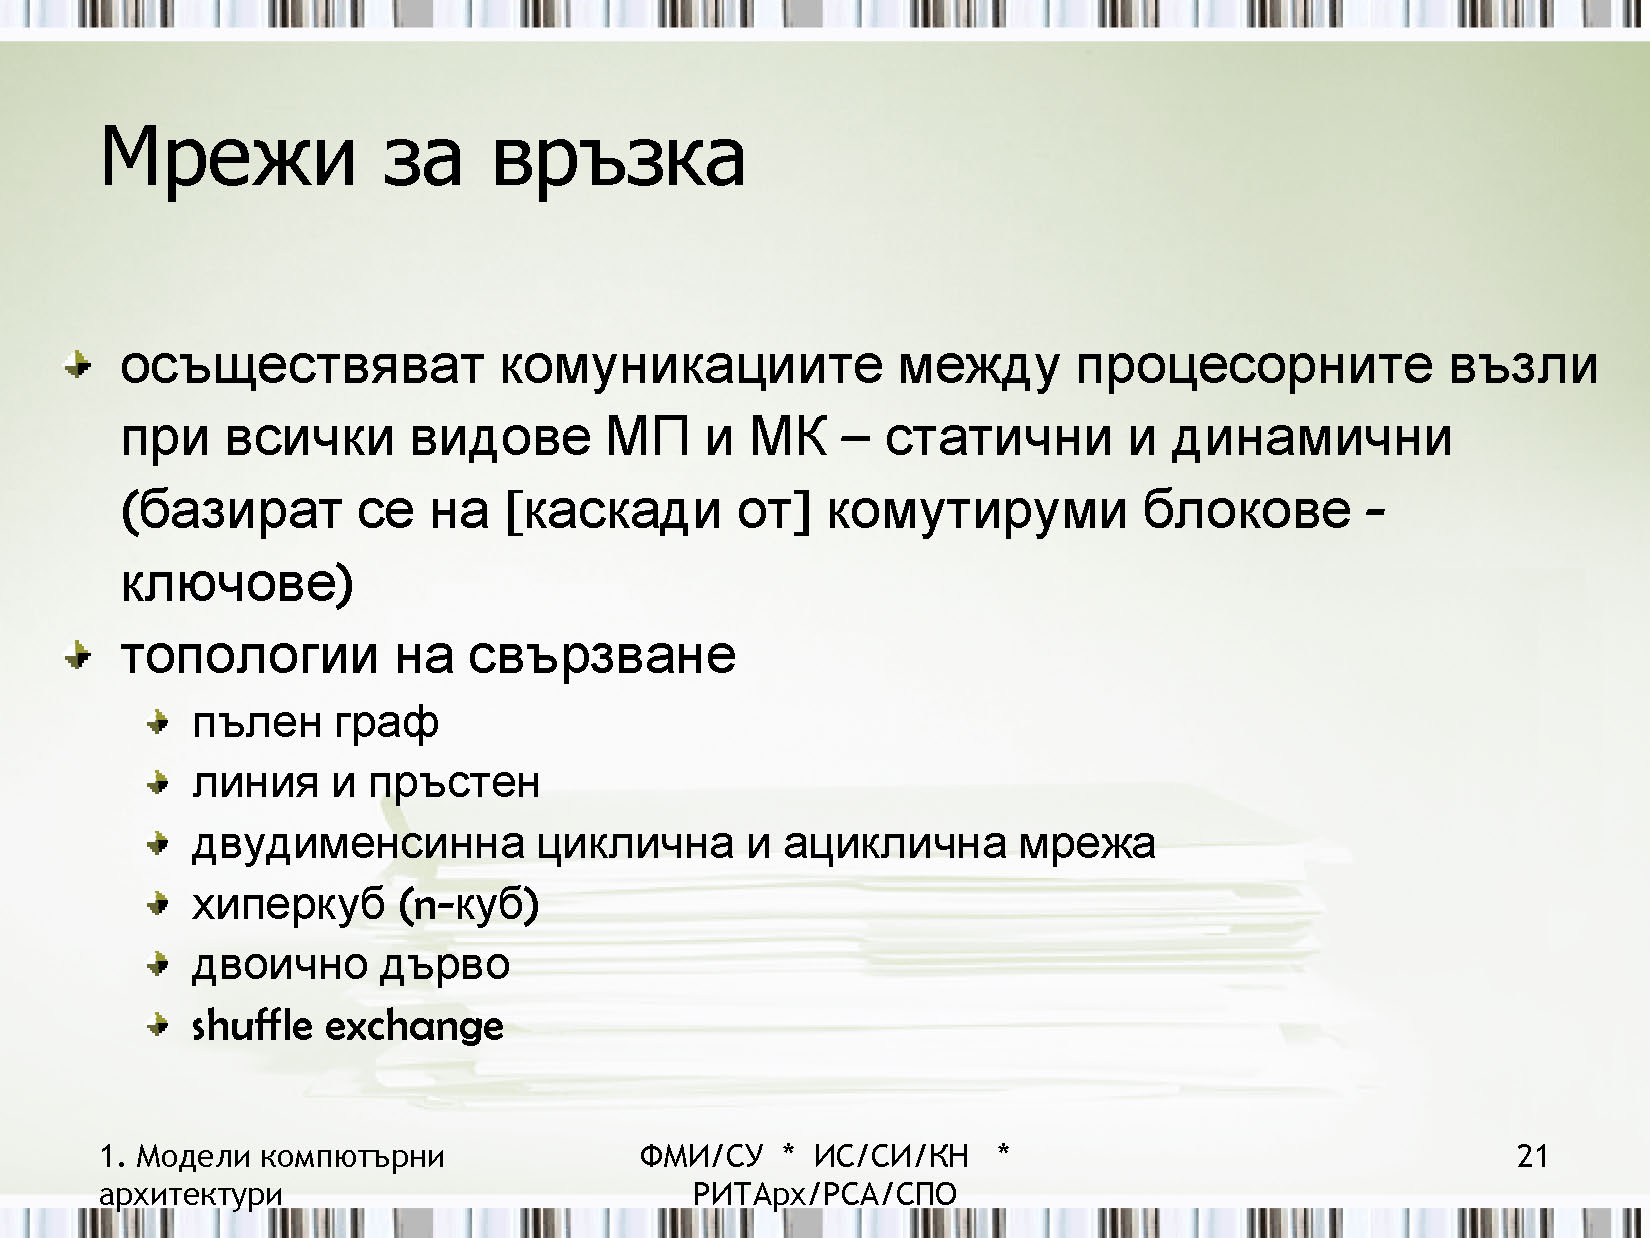 Мрежи за връзка
осъществяват комуникациите между процесорните възли
при всички видове МП и МК – статични и динамични
(базират се на [каскади от] комутируми блокове -
ключове)
топологии на свързване
пълен граф
линия и пръстен
двудименсинна циклична и ациклична мрежа
хиперкуб (n-куб)
двоично дърво
shuffle exchange
1. Модели компютърни
архитектури
ФМИ/СУ * ИС/СИ/КН *
РИТАрх/РСА/СПО
21